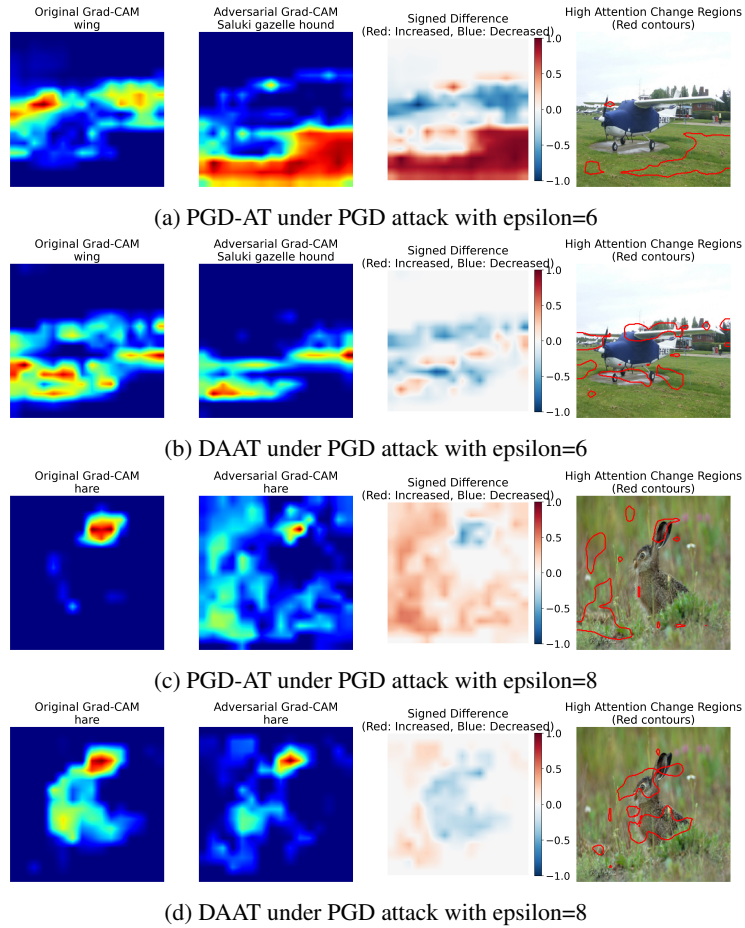 Original Grad-CAM
wing
Adversarial Grad-CAM
Saluki gazelle hound
Signed Difference
(Red: Increased, Blue: Decreased)
1.0
0.5
0.0
−0.5
−1.0
High Attention Change Regions
(Red contours)
(a) PGD-AT under PGD attack with epsilon=6
Original Grad-CAM
wing
Adversarial Grad-CAM
Saluki gazelle hound
Signed Difference
(Red: Increased, Blue: Decreased)
1.0
0.5
0.0
−0.5
−1.0
High Attention Change Regions
(Red contours)
(b) DAAT under PGD attack with epsilon=6
Original Grad-CAM
hare
Adversarial Grad-CAM
hare
Signed Difference
(Red: Increased, Blue: Decreased)
1.0
0.5
0.0
−0.5
−1.0
High Attention Change Regions
(Red contours)
(c) PGD-AT under PGD attack with epsilon=8
Original Grad-CAM
hare
Adversarial Grad-CAM
hare
Signed Difference
(Red: Increased, Blue: Decreased)
1.0
0.5
0.0
−0.5
−1.0
High Attention Change Regions
(Red contours)
(d) DAAT under PGD attack with epsilon=8